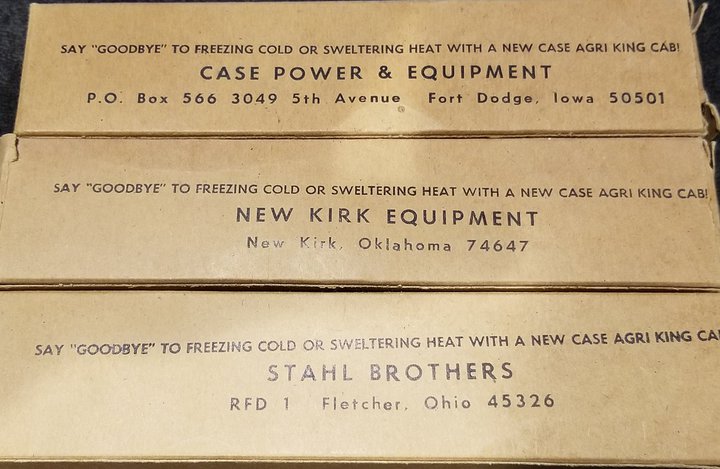 SAY "GOODBYE" TO FREEZING COLD OR SWELTERING HEAT WITH A NEW CASE AGRI KING CAB!
CASE POWER & EQUIPMENT
P.O. Box 566 3049 5th Avenue Fort Dodge, Iowa 50501
SAY "GOODBYE" TO FREEZING COLD OR SWELTERING HEAT WITH A NEW CASE AGRI KING CAB!
NEW KIRK EQUIPMENT
New Kirk, Oklahoma 74647
SAY "GOODBYE" TO FREEZING COLD OR SWELTERING HEAT WITH A NEW CASE AGRI KING CA
STAHL BROTHERS
RFD 1 Fletcher, Ohio 45326